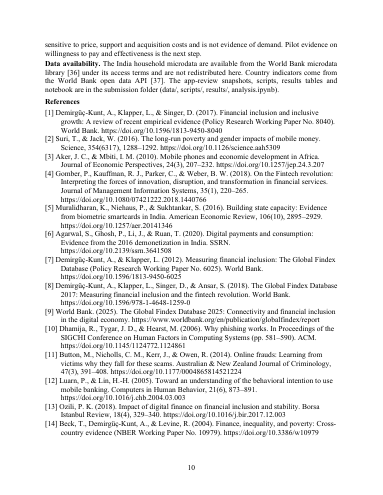 sensitive to price, support and acquisition costs and is not evidence of demand. Pilot evidence on
willingness to pay and effectiveness is the next step.
Data availability. The India household microdata are available from the World Bank microdata
library [36] under its access terms and are not redistributed here. Country indicators come from
the World Bank open data API [37]. The app-review snapshots, scripts, results tables and
notebook are in the submission folder (data/, scripts/, results/, analysis.ipynb).
References
[1] Demirgüç-Kunt, A., Klapper, L., & Singer, D. (2017). Financial inclusion and inclusive
growth: A review of recent empirical evidence (Policy Research Working Paper No. 8040).
World Bank. https://doi.org/10.1596/1813-9450-8040
[2] Suri, T., & Jack, W. (2016). The long-run poverty and gender impacts of mobile money.
Science, 354(6317), 1288–1292. https://doi.org/10.1126/science.aah5309
[3] Aker, J. C., & Mbiti, I. M. (2010). Mobile phones and economic development in Africa.
Journal of Economic Perspectives, 24(3), 207–232. https://doi.org/10.1257/jep.24.3.207
[4] Gomber, P., Kauffman, R. J., Parker, C., & Weber, B. W. (2018). On the Fintech revolution:
Interpreting the forces of innovation, disruption, and transformation in financial services.
Journal of Management Information Systems, 35(1), 220–265.
https://doi.org/10.1080/07421222.2018.1440766
[5] Muralidharan, K., Niehaus, P., & Sukhtankar, S. (2016). Building state capacity: Evidence
from biometric smartcards in India. American Economic Review, 106(10), 2895–2929.
https://doi.org/10.1257/aer.20141346
[6] Agarwal, S., Ghosh, P., Li, J., & Ruan, T. (2020). Digital payments and consumption:
Evidence from the 2016 demonetization in India. SSRN.
https://doi.org/10.2139/ssrn.3641508
[7] Demirgüç-Kunt, A., & Klapper, L. (2012). Measuring financial inclusion: The Global Findex
Database (Policy Research Working Paper No. 6025). World Bank.
https://doi.org/10.1596/1813-9450-6025
[8] Demirgüç-Kunt, A., Klapper, L., Singer, D., & Ansar, S. (2018). The Global Findex Database
2017: Measuring financial inclusion and the fintech revolution. World Bank.
https://doi.org/10.1596/978-1-4648-1259-0
[9] World Bank. (2025). The Global Findex Database 2025: Connectivity and financial inclusion
in the digital economy. https://www.worldbank.org/en/publication/globalfindex/report
[10] Dhamija, R., Tygar, J. D., & Hearst, M. (2006). Why phishing works. In Proceedings of the
SIGCHI Conference on Human Factors in Computing Systems (pp. 581–590). ACM.
https://doi.org/10.1145/1124772.1124861
[11] Button, M., Nicholls, C. M., Kerr, J., & Owen, R. (2014). Online frauds: Learning from
victims why they fall for these scams. Australian & New Zealand Journal of Criminology,
47(3), 391–408. https://doi.org/10.1177/0004865814521224
[12] Luarn, P., & Lin, H.-H. (2005). Toward an understanding of the behavioral intention to use
mobile banking. Computers in Human Behavior, 21(6), 873–891.
https://doi.org/10.1016/j.chb.2004.03.003
[13] Ozili, P. K. (2018). Impact of digital finance on financial inclusion and stability. Borsa
Istanbul Review, 18(4), 329–340. https://doi.org/10.1016/j.bir.2017.12.003
[14] Beck, T., Demirguc-Kunt, A., & Levine, R. (2004). Finance, inequality, and poverty: Cross-
country evidence (NBER Working Paper No. 10979). https://doi.org/10.3386/w10979
10